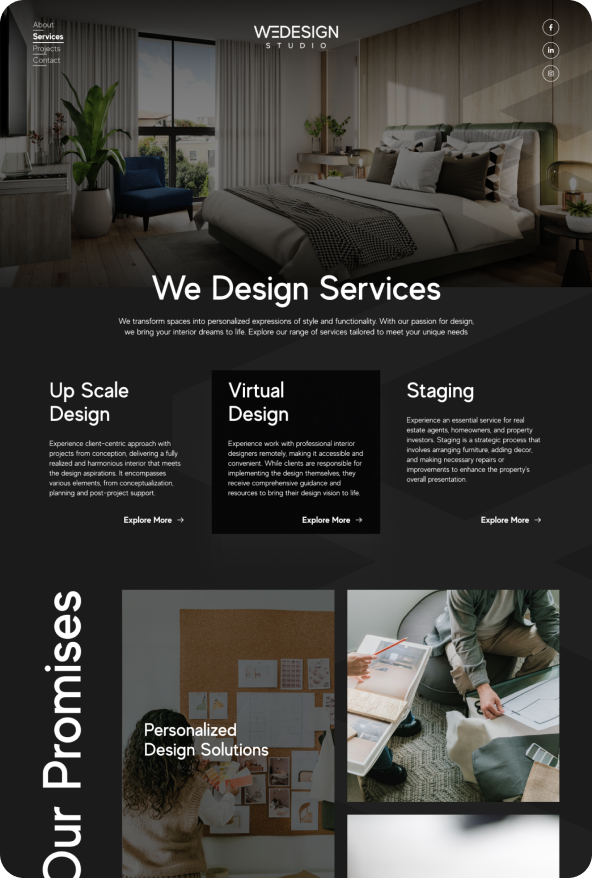 About
Services
Projects
Contact
WEDESIGN
STUDIO
We Design Services
We transform spaces into personalized expressions of style and functionality. With our passion for design,
we bring your interior dreams to life. Explore our range of services tailored to meet your unique needs
Up Scale
Design
Experience client-centric approach with
projects from conception, delivering a fully
realized and harmonious interior that meets
the design aspirations. It encompasses
various elements, from conceptualization,
planning and post-project support.
Explore More →
Virtual
Design
Experience work with professional interior
designers remotely, making it accessible and
convenient. While clients are responsible for
implementing the design themselves, they
receive comprehensive guidance and
resources to bring their design vision to life.
Explore More →
Staging
Experience an essential service for real
estate agents, homeowners, and property
investors. Staging is a strategic process that
involves arranging furniture, adding decor,
and making necessary repairs or
improvements to enhance the property's
overall presentation.
Explore More →
Our Promises
Personalized
Design Solutions